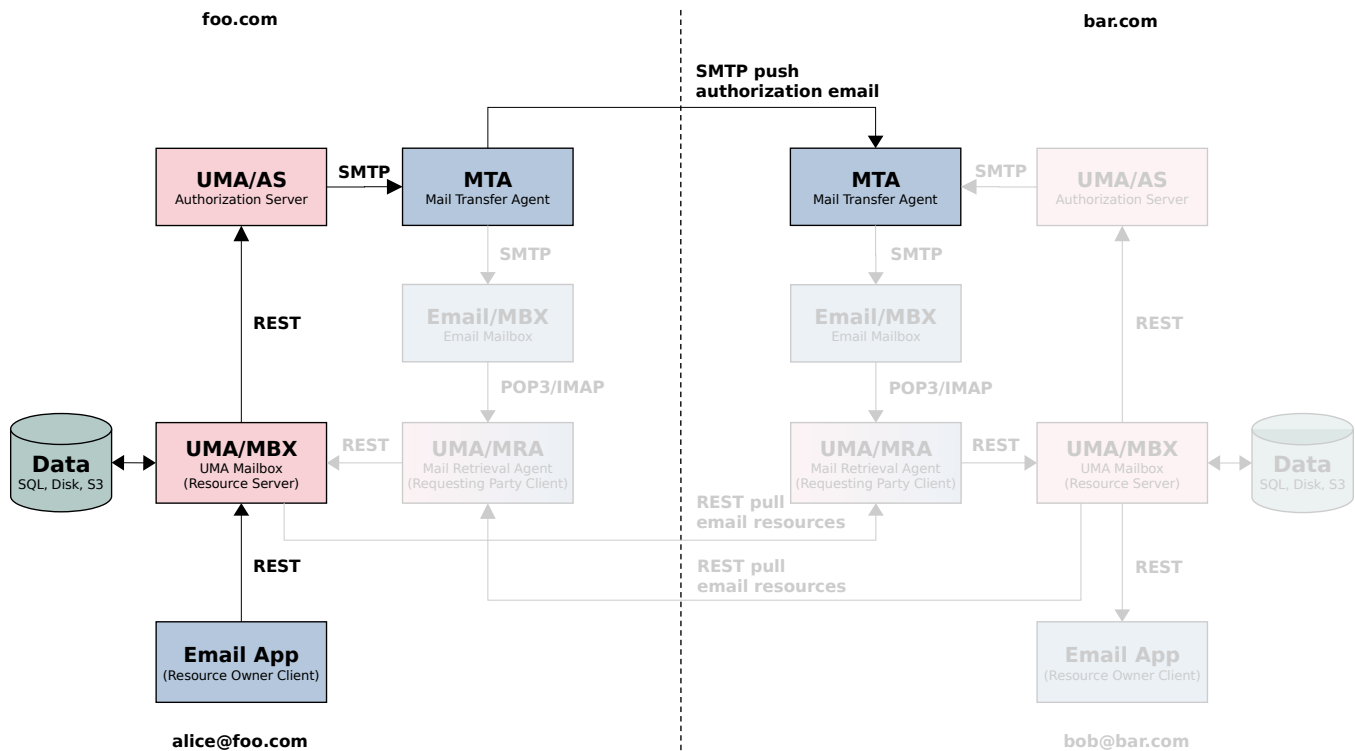 foo.com
bar.com
SMTP push
authorization email
UMA/AS
Authorization Server
SMTP
MTA
Mail Transfer Agent
MTA
Mail Transfer Agent
SMTP
UMA/AS
Authorization Server
SMTP
SMTP
REST
Email/MBX
Email Mailbox
Email/MBX
Email Mailbox
REST
POP3/IMAP
POP3/IMAP
Data
SQL, Disk, S3
UMA/MBX
UMA Mailbox
(Resource Server)
REST
UMA/MRA
Mail Retrieval Agent
(Requesting Party Client)
UMA/MRA
Mail Retrieval Agent
(Requesting Party Client)
REST
UMA/MBX
UMA Mailbox
(Resource Server)
Data
SQL, Disk, S3
REST pull
email resources
REST
REST pull
email resources
REST
Email App
(Resource Owner Client)
Email App
(Resource Owner Client)
alice@foo.com
bob@bar.com